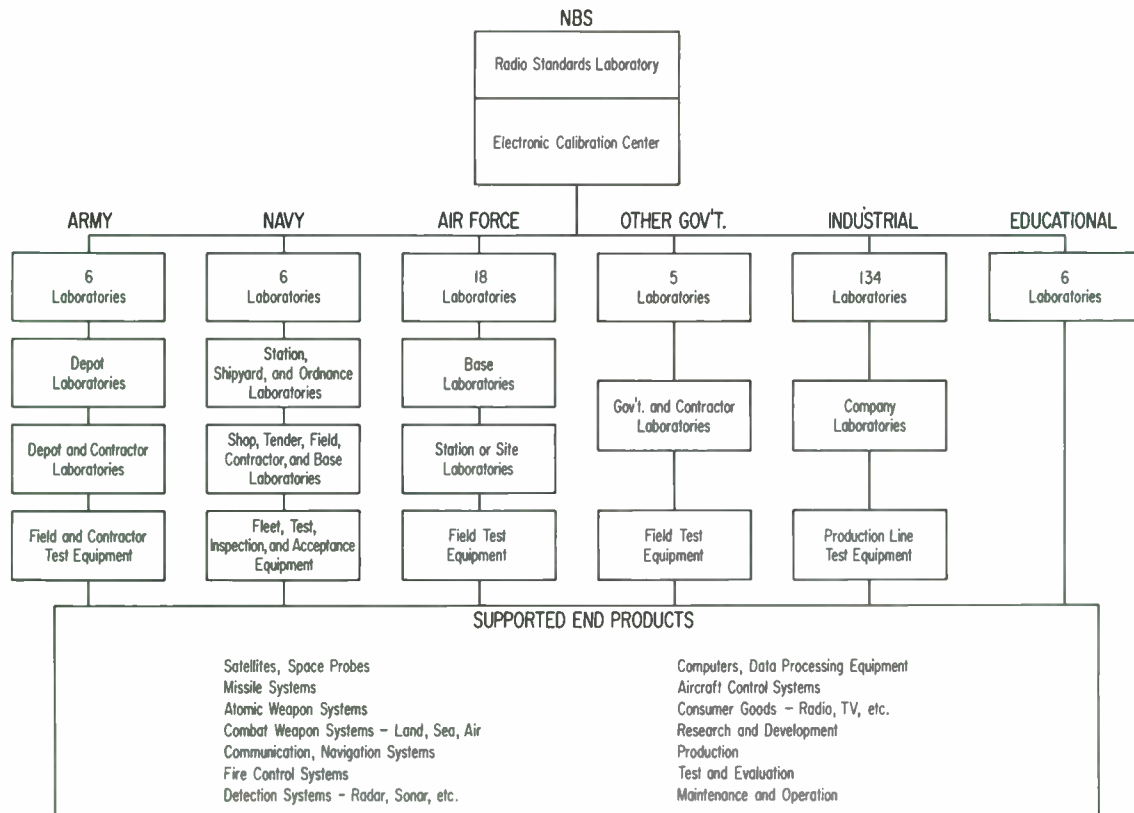 NBS
Radio Standards Laboratory
Electronic Calibration Center
ARMY
NAVY
AIR FORCE
OTHER GOV'T.
INDUSTRIAL
EDUCATIONAL
6
Laboratories
6
Laboratories
18
Laboratories
5
Laboratories
134
Laboratories
6
Laboratories
Depot
Laboratories
Station,
Shipyard, and Ordnance
Laboratories
Base
Laboratories
Gov't. and Contractor
Laboratories
Company
Laboratories
Depot and Contractor
Laboratories
Shop, Tender, Field,
Contractor, and Base
Laboratories
Station or Site
Laboratories
Field and Contractor
Test Equipment
Fleet, Test,
Inspection, and Acceptance
Equipment
Field Test
Equipment
Field Test
Equipment
Production Line
Test Equipment
SUPPORTED END PRODUCTS
Satellites, Space Probes
Missile Systems
Atomic Weapon Systems
Combat Weapon Systems – Land, Sea, Air
Communication, Navigation Systems
Fire Control Systems
Detection Systems – Radar, Sonar, etc.
Computers, Data Processing Equipment
Aircraft Control Systems
Consumer Goods – Radio, TV, etc.
Research and Development
Production
Test and Evaluation
Maintenance and Operation